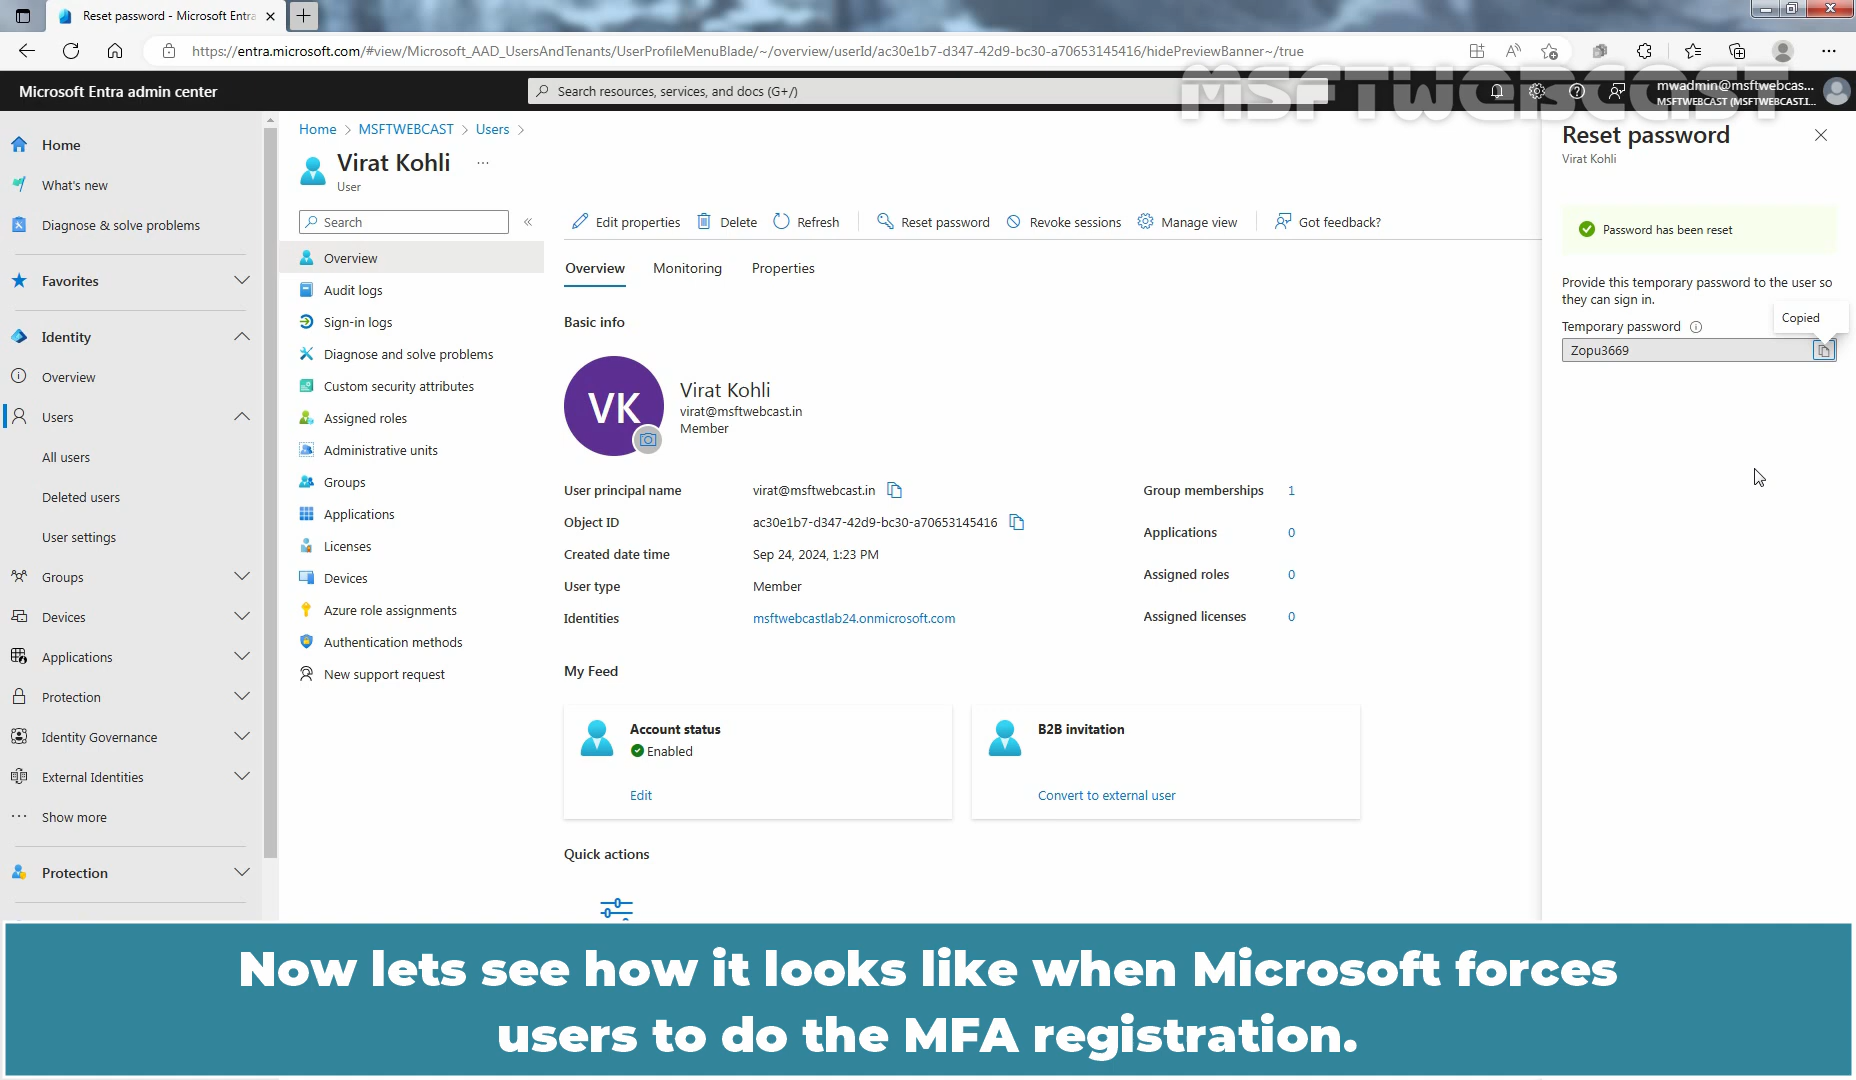 Reset password - Microsoft Entra
https://entra.microsoft.com/#view/Microsoft_AAD_UsersAndTenants/UserProfileMenuBlade/~/overview/userId/ac30e1b7-d347-42d9-bc30-a70653145416/hidePreviewBanner~/true
MSFTWEBCAST
Microsoft Entra admin center
Search resources, services, and docs (G+/)
mwadmin@msftwebcas...
MSFTWEBCAST (MSFTWEBCAST.I...
Home
What's new
Diagnose & solve problems
Favorites
Identity
Overview
Users
All users
Deleted users
User settings
Groups
Devices
Applications
Protection
Identity Governance
External Identities
Show more
Protection
Home > MSFTWEBCAST > Users >
Virat Kohli ...
User
Search
Overview
Audit logs
Sign-in logs
Diagnose and solve problems
Custom security attributes
Assigned roles
Administrative units
Groups
Applications
Licenses
Devices
Azure role assignments
Authentication methods
New support request
Edit properties Delete Refresh Reset password Revoke sessions Manage view Got feedback?
Overview Monitoring Properties
Basic info
VK
Virat Kohli
virat@msftwebcast.in
Member
User principal name virat@msftwebcast.in
Object ID ac30e1b7-d347-42d9-bc30-a70653145416
Created date time Sep 24, 2024, 1:23 PM
User type Member
Identities msftwebcastlab24.onmicrosoft.com
Group memberships 1
Applications 0
Assigned roles 0
Assigned licenses 0
My Feed
Account status
Enabled
Edit
B2B invitation
Convert to external user
Quick actions
Reset password
Virat Kohli
Password has been reset
Provide this temporary password to the user so
they can sign in.
Copied
Temporary password
Zopu3669
Now lets see how it looks like when Microsoft forces
users to do the MFA registration.